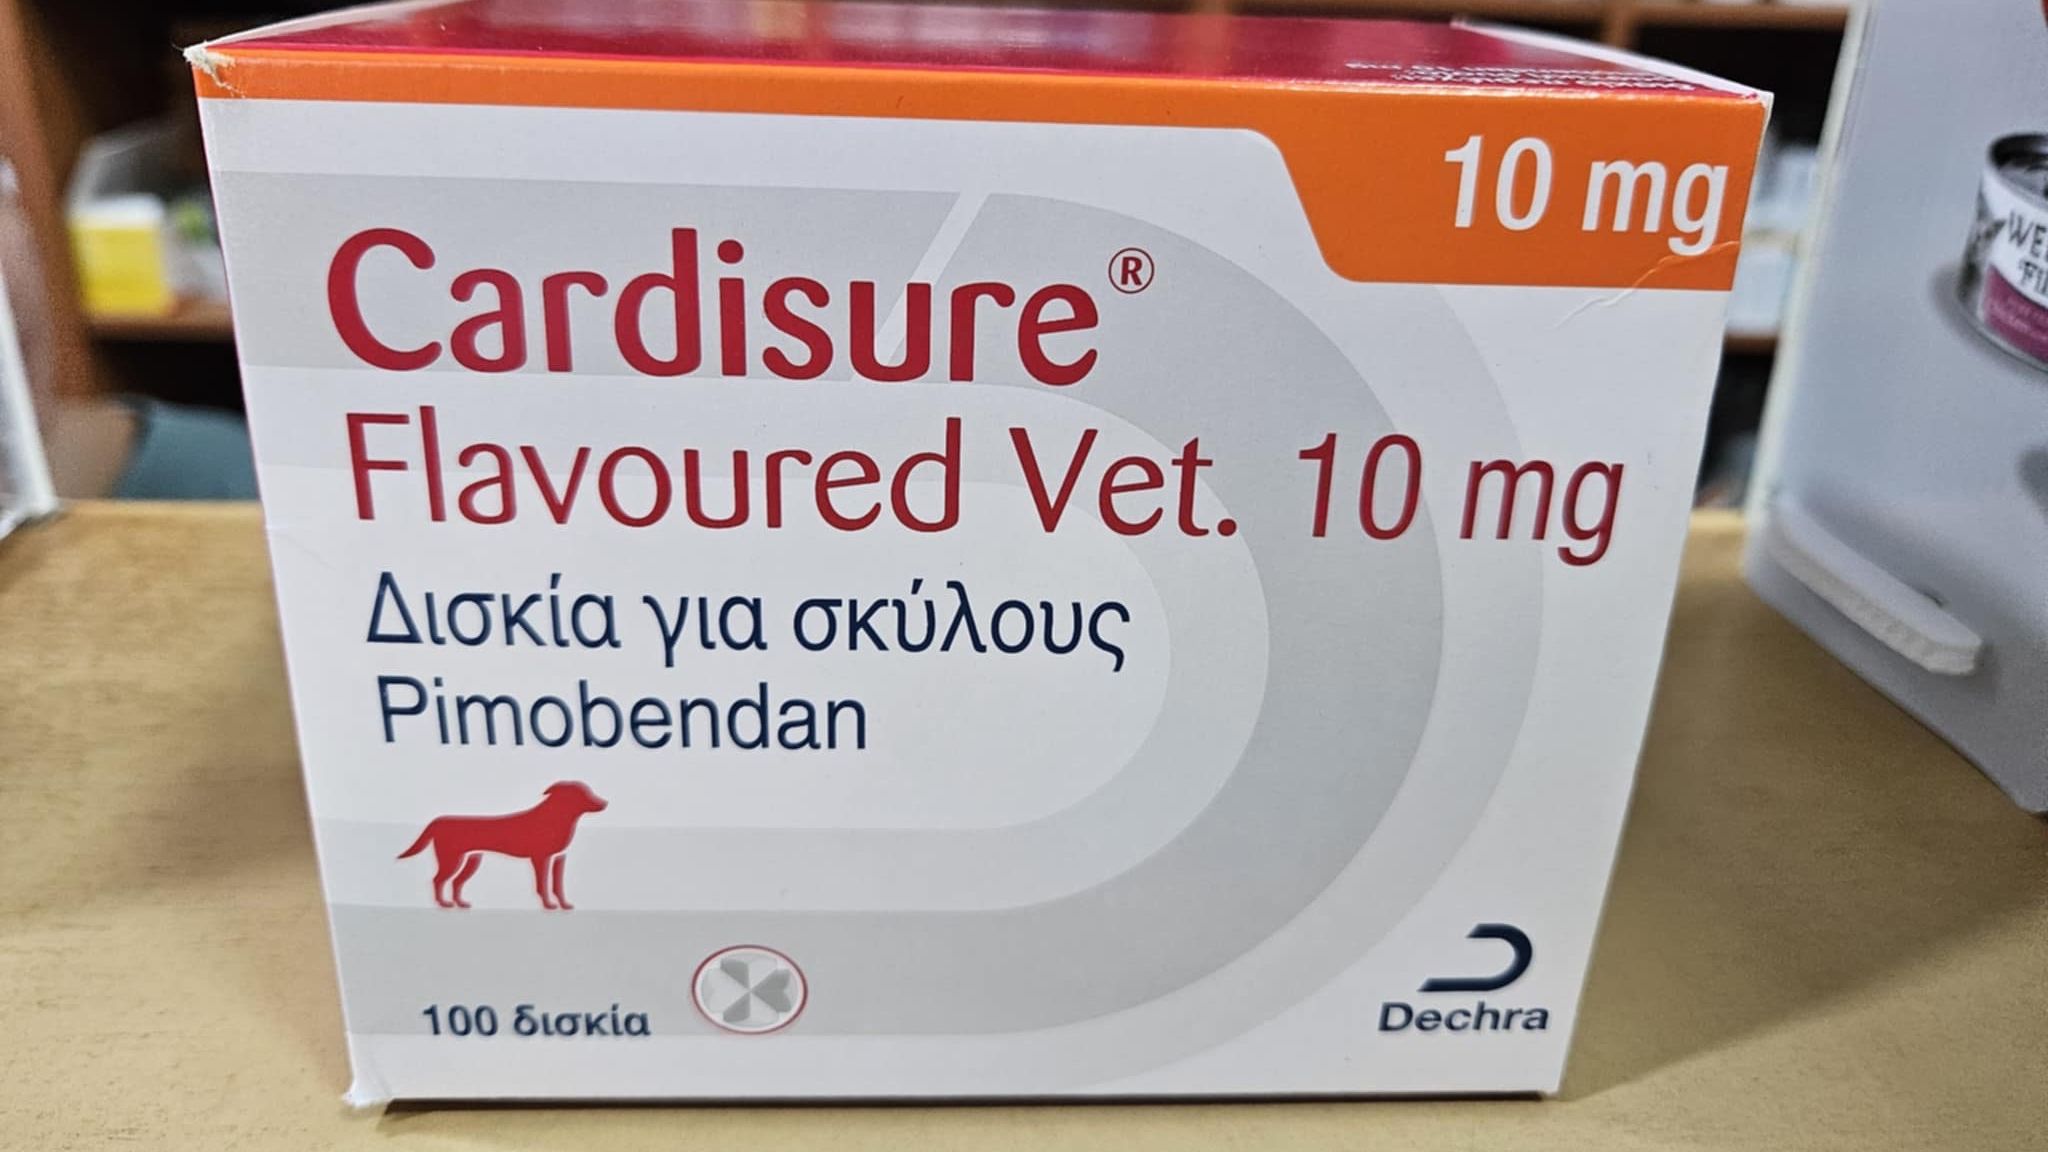 10 mg
Cardisure®
Flavoured Vet. 10 mg
Δισκία για σκύλους
Pimobendan
100 δισκία
Dechra